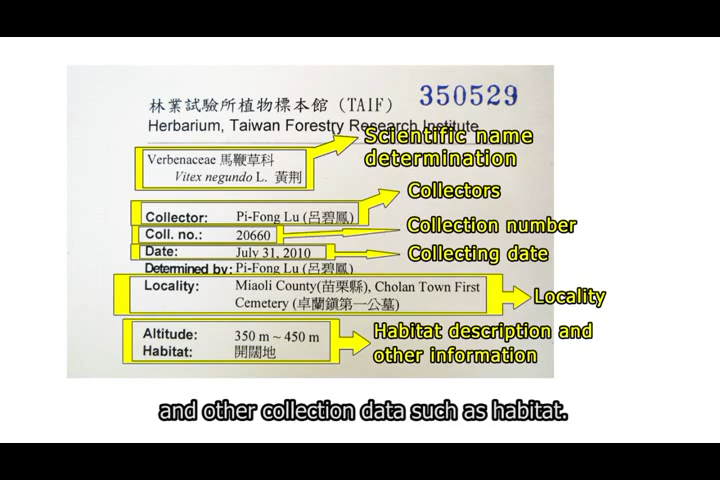 林業試驗所植物標本館 (TAIF) 350529
Herbarium, Taiwan Forestry Research Institute
Scientific name
determination
Verbenaceae 馬鞭草科
Vitex negundo L. 黃荆
Collectors
Collector: Pi-Fong Lu (呂碧鳳)
Collection number
Coll. no.: 20660
Collecting date
Date: July 31, 2010
Determined by: Pi-Fong Lu (呂碧鳳)
Locality: Miaoli County(苗栗縣), Cholan Town First
Cemetery (卓蘭鎮第一公墓)
Locality
Altitude: 350 m ~ 450 m
Habitat: 開闊地
Habitat description and
other information
and other collection data such as habitat.